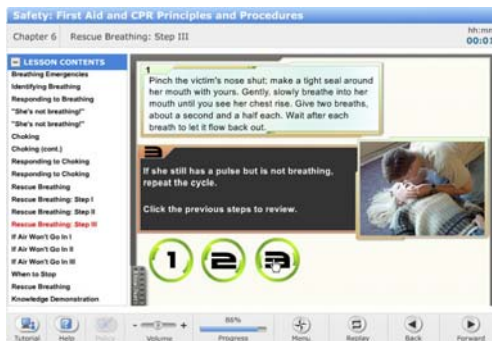 Safety: First Aid and CPR Principles and Procedures
Chapter 6 Rescue Breathing: Step III
hh:mm
00:01
LESSON CONTENTS
Breathing Emergencies
Identifying Breathing
Responding to Breathing
"She's not breathing!"
"She's not breathing!"
Choking
Choking (cont.)
Responding to Choking
Responding to Choking
Rescue Breathing
Rescue Breathing: Step I
Rescue Breathing: Step II
Rescue Breathing: Step III
If Air Won't Go In I
If Air Won't Go In II
If Air Won't Go In III
When to Stop
Rescue Breathing
Knowledge Demonstration
1
Pinch the victim's nose shut; make a tight seal around
her mouth with yours. Gently, slowly breathe into her
mouth until you see her chest rise. Give two breaths,
about a second and a half each. Wait after each
breath to let it flow back out.
3
If she still has a pulse but is not breathing,
repeat the cycle.
Click the previous steps to review.
1 2 3
Tutorial
Help
Policy
- +
Volume
86%
Progress
Menu
Replay
Back
Forward